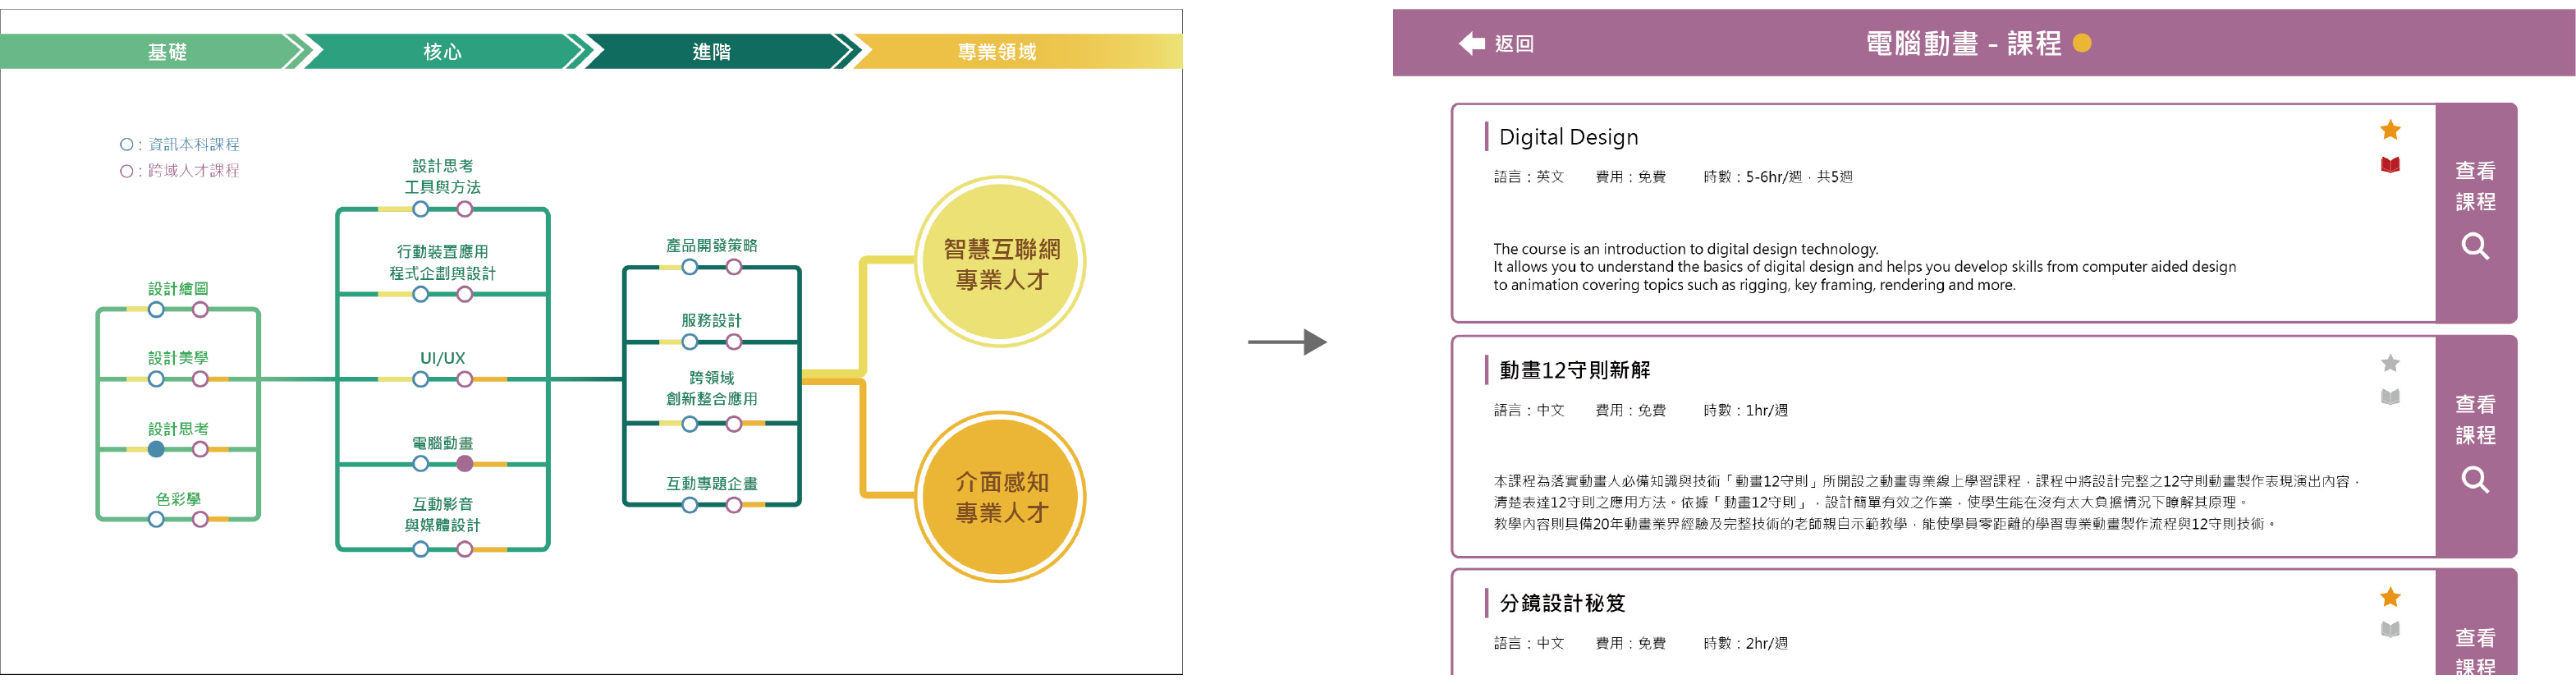 基礎
核心
進階
專業領域
○：資訊本科課程
○：跨域人才課程
設計繪圖
設計美學
設計思考
色彩學
設計思考
工具與方法
行動裝置應用
程式企劃與設計
UI/UX
電腦動畫
互動影音
與媒體設計
產品開發策略
服務設計
跨領域
創新整合應用
互動專題企畫
智慧互聯網
專業人才
介面感知
專業人才
返回
電腦動畫 - 課程
Digital Design
語言：英文 費用：免費 時數：5-6hr/週，共5週
The course is an introduction to digital design technology.
It allows you to understand the basics of digital design and helps you develop skills from computer aided design
to animation covering topics such as rigging, key framing, rendering and more.
查看
課程
動畫12守則新解
語言：中文 費用：免費 時數：1hr/週
本課程為落實動畫人必備知識與技術「動畫12守則」所開設之動畫專業線上學習課程，課程中將設計完整之12守則動畫製作表現演出內容，
清楚表達12守則之應用方法。依據「動畫12守則」，設計簡單有效之作業，使學生能在沒有太大負擔情況下瞭解其原理。
教學內容則具備20年動畫業界經驗及完整技術的老師親自示範教學，能使學員零距離的學習專業動畫製作流程與12守則技術。
查看
課程
分鏡設計秘笈
語言：中文 費用：免費 時數：2hr/週
查看
課程